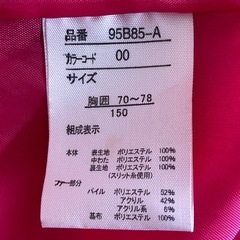 品番 95B85-A
カラーコード 00
サイズ
胸囲 70～78
150
組成表示
本体 表生地 ポリエステル 100%
中わた ポリエステル 100%
裏生地 ポリエステル 100%
(スリット糸使用)
ファー部分
パイル ポリエステル 52%
アクリル 42%
アクリル系 6%
基布 ポリエステル 100%